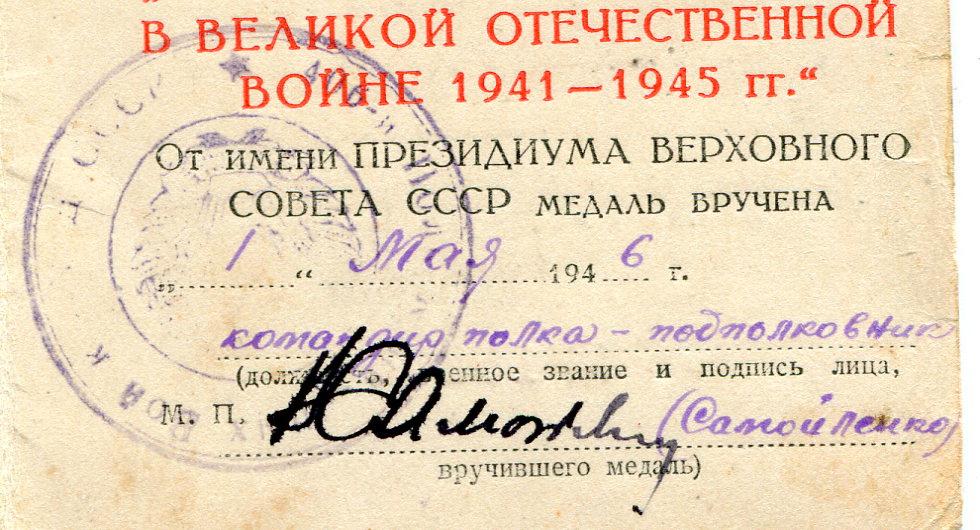 В ВЕЛИКОЙ ОТЕЧЕСТВЕННОЙ
ВОЙНЕ 1941—1945 гг.“
От имени ПРЕЗИДИУМА ВЕРХОВНОГО
СОВЕТА СССР МЕДАЛЬ ВРУЧЕНА
„ 1 “ Мая 1946 г.
командир полка - подполковник
(должность, военное звание и подпись лица,
М. П. (Самойленко)
вручившего медаль)